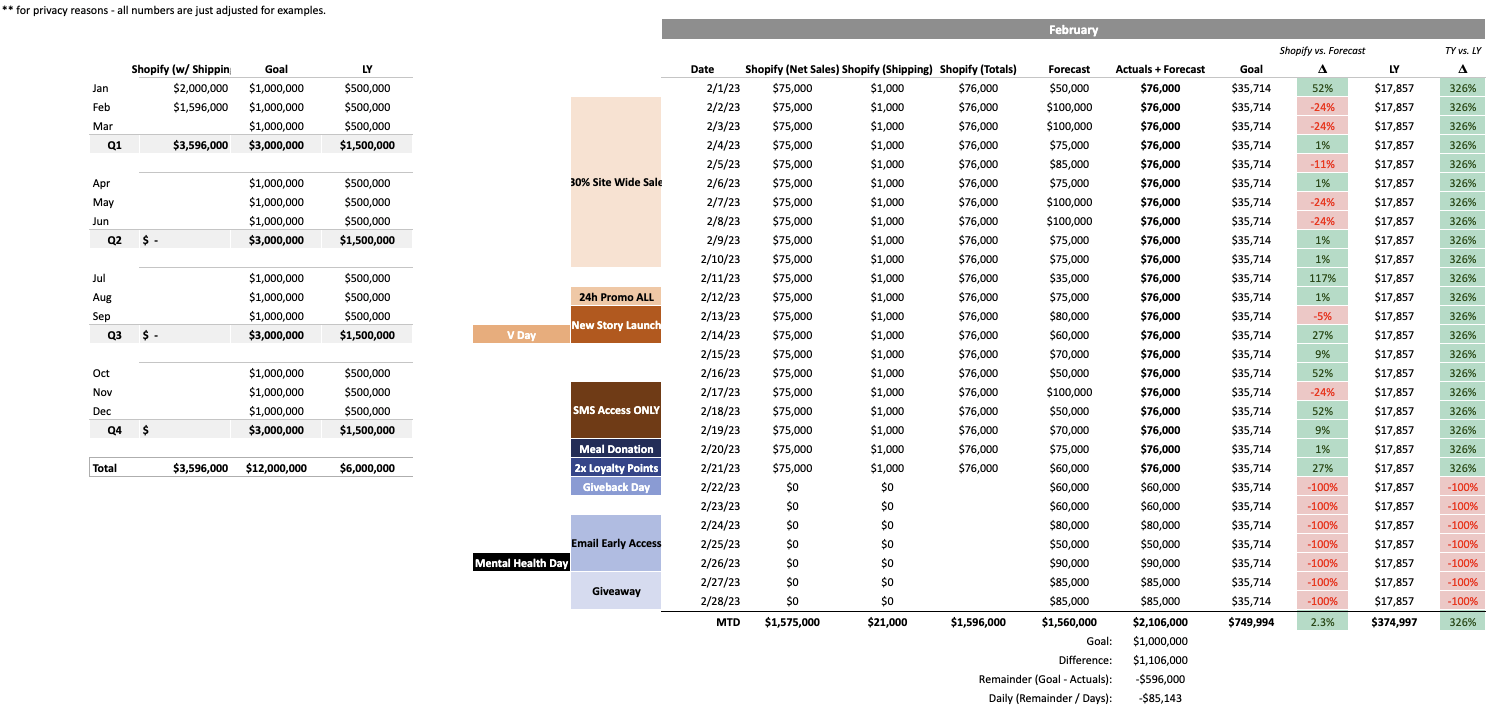 ** for privacy reasons - all numbers are just adjusted for examples.
February
Shopify vs. Forecast TY vs. LY
Shopify (w/ Shippin Goal LY
Date Shopify (Net Sales) Shopify (Shipping) Shopify (Totals) Forecast Actuals + Forecast Goal Δ LY Δ
Jan $2,000,000 $1,000,000 $500,000
Feb $1,596,000 $1,000,000 $500,000
Mar $1,000,000 $500,000
Q1 $3,596,000 $3,000,000 $1,500,000
Apr $1,000,000 $500,000
May $1,000,000 $500,000
Jun $1,000,000 $500,000
Q2 $ - $3,000,000 $1,500,000
Jul $1,000,000 $500,000
Aug $1,000,000 $500,000
Sep $1,000,000 $500,000
Q3 $ - $3,000,000 $1,500,000
Oct $1,000,000 $500,000
Nov $1,000,000 $500,000
Dec $1,000,000 $500,000
Q4 $ $3,000,000 $1,500,000
Total $3,596,000 $12,000,000 $6,000,000
30% Site Wide Sale
24h Promo ALL
New Story Launch
V Day
SMS Access ONLY
Meal Donation
2x Loyalty Points
Giveback Day
Email Early Access
Mental Health Day
Giveaway
2/1/23 $75,000 $1,000 $76,000 $50,000 $76,000 $35,714 52% $17,857 326%
2/2/23 $75,000 $1,000 $76,000 $100,000 $76,000 $35,714 -24% $17,857 326%
2/3/23 $75,000 $1,000 $76,000 $100,000 $76,000 $35,714 -24% $17,857 326%
2/4/23 $75,000 $1,000 $76,000 $75,000 $76,000 $35,714 1% $17,857 326%
2/5/23 $75,000 $1,000 $76,000 $85,000 $76,000 $35,714 -11% $17,857 326%
2/6/23 $75,000 $1,000 $76,000 $75,000 $76,000 $35,714 1% $17,857 326%
2/7/23 $75,000 $1,000 $76,000 $100,000 $76,000 $35,714 -24% $17,857 326%
2/8/23 $75,000 $1,000 $76,000 $100,000 $76,000 $35,714 -24% $17,857 326%
2/9/23 $75,000 $1,000 $76,000 $75,000 $76,000 $35,714 1% $17,857 326%
2/10/23 $75,000 $1,000 $76,000 $75,000 $76,000 $35,714 1% $17,857 326%
2/11/23 $75,000 $1,000 $76,000 $35,000 $76,000 $35,714 117% $17,857 326%
2/12/23 $75,000 $1,000 $76,000 $75,000 $76,000 $35,714 1% $17,857 326%
2/13/23 $75,000 $1,000 $76,000 $80,000 $76,000 $35,714 -5% $17,857 326%
2/14/23 $75,000 $1,000 $76,000 $60,000 $76,000 $35,714 27% $17,857 326%
2/15/23 $75,000 $1,000 $76,000 $70,000 $76,000 $35,714 9% $17,857 326%
2/16/23 $75,000 $1,000 $76,000 $50,000 $76,000 $35,714 52% $17,857 326%
2/17/23 $75,000 $1,000 $76,000 $100,000 $76,000 $35,714 -24% $17,857 326%
2/18/23 $75,000 $1,000 $76,000 $50,000 $76,000 $35,714 52% $17,857 326%
2/19/23 $75,000 $1,000 $76,000 $70,000 $76,000 $35,714 9% $17,857 326%
2/20/23 $75,000 $1,000 $76,000 $75,000 $76,000 $35,714 1% $17,857 326%
2/21/23 $75,000 $1,000 $76,000 $60,000 $76,000 $35,714 27% $17,857 326%
2/22/23 $0 $0 $60,000 $60,000 $35,714 -100% $17,857 -100%
2/23/23 $0 $0 $60,000 $60,000 $35,714 -100% $17,857 -100%
2/24/23 $0 $0 $80,000 $80,000 $35,714 -100% $17,857 -100%
2/25/23 $0 $0 $50,000 $50,000 $35,714 -100% $17,857 -100%
2/26/23 $0 $0 $90,000 $90,000 $35,714 -100% $17,857 -100%
2/27/23 $0 $0 $85,000 $85,000 $35,714 -100% $17,857 -100%
2/28/23 $0 $0 $85,000 $85,000 $35,714 -100% $17,857 -100%
MTD $1,575,000 $21,000 $1,596,000 $1,560,000 $2,106,000 $749,994 2.3% $374,997 326%
Goal: $1,000,000
Difference: $1,106,000
Remainder (Goal - Actuals): -$596,000
Daily (Remainder / Days): -$85,143